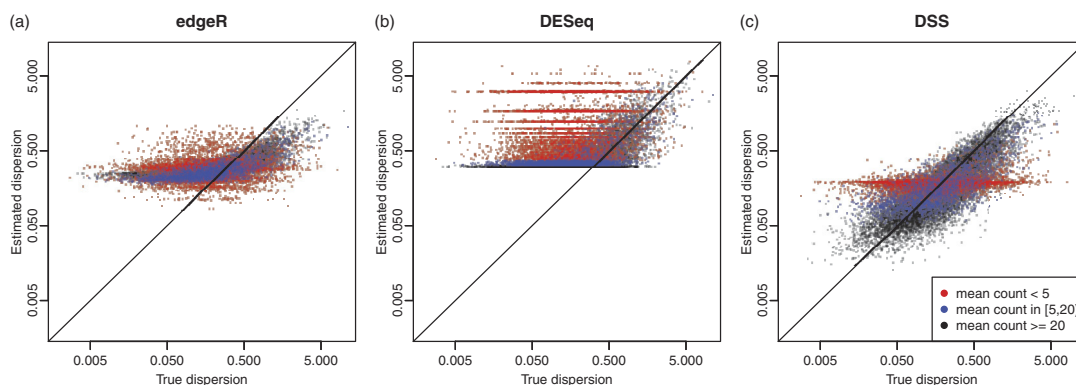 (a) edgeR
Estimated dispersion
5.000
0.500
0.050
0.005
0.005 0.050 0.500 5.000
True dispersion
(b) DESeq
Estimated dispersion
5.000
0.500
0.050
0.005
0.005 0.050 0.500 5.000
True dispersion
(c) DSS
Estimated dispersion
5.000
0.500
0.050
0.005
mean count < 5
mean count in [5,20]
mean count >= 20
0.005 0.050 0.500 5.000
True dispersion